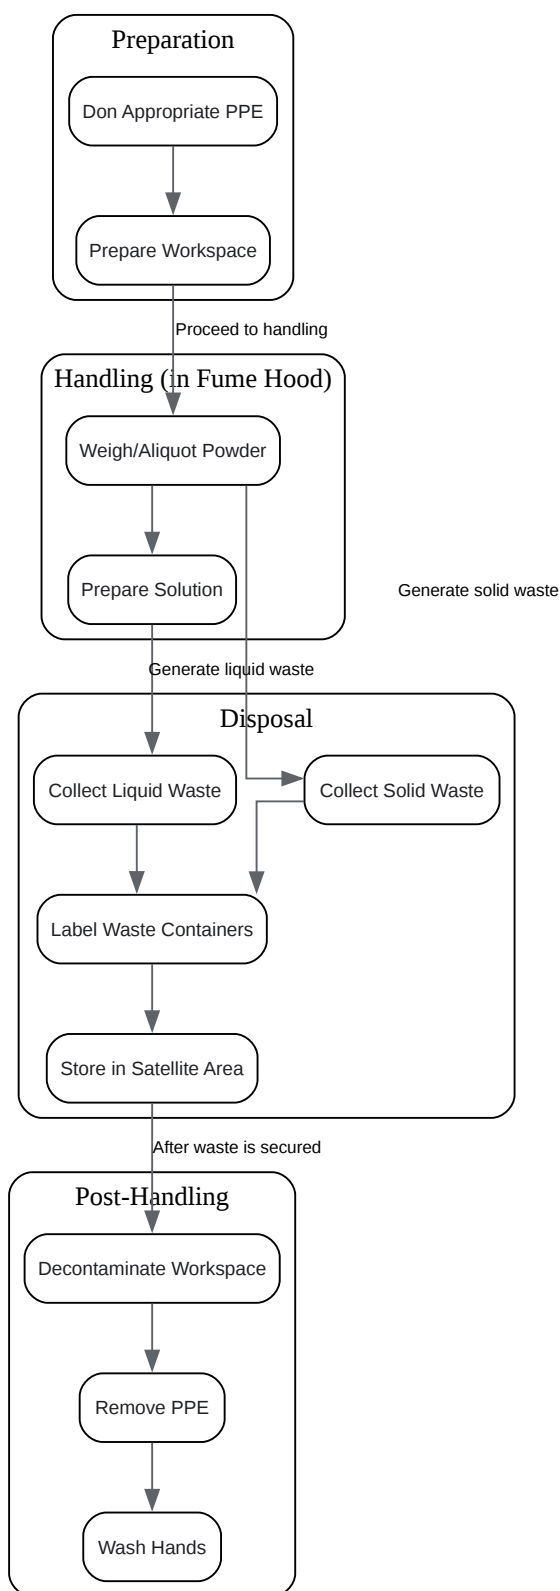 Preparation
Don Appropriate PPE
Prepare Workspace
Proceed to handling
Handling (in Fume Hood)
Weigh/Aliquot Powder
Prepare Solution
Generate solid waste
Generate liquid waste
Disposal
Collect Liquid Waste
Collect Solid Waste
Label Waste Containers
Store in Satellite Area
After waste is secured
Post-Handling
Decontaminate Workspace
Remove PPE
Wash Hands